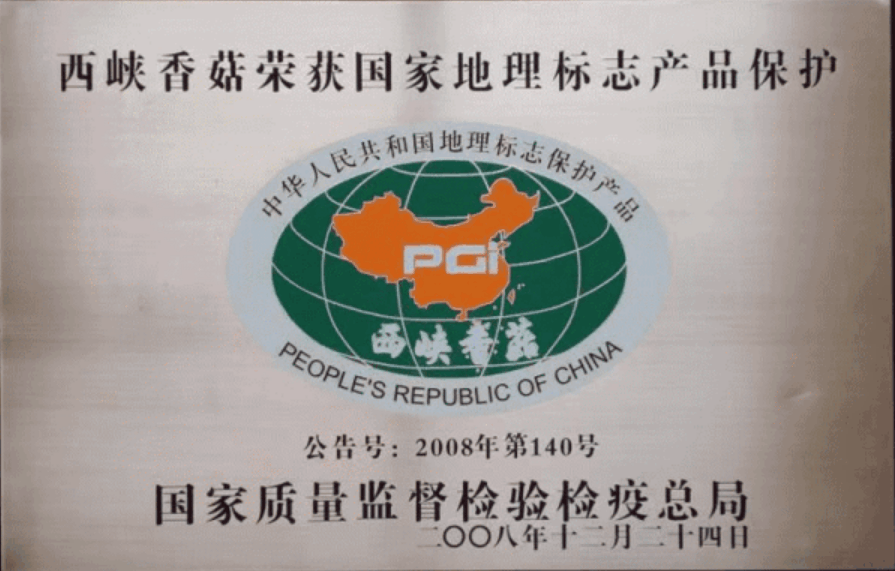 西峡香菇荣获国家地理标志产品保护
中华人民共和国地理标志保护产品
PGI
西峡香菇
PEOPLE'S REPUBLIC OF CHINA
公告号：2008年第140号
国家质量监督检验检疫总局
二〇〇八年十二月二十四日